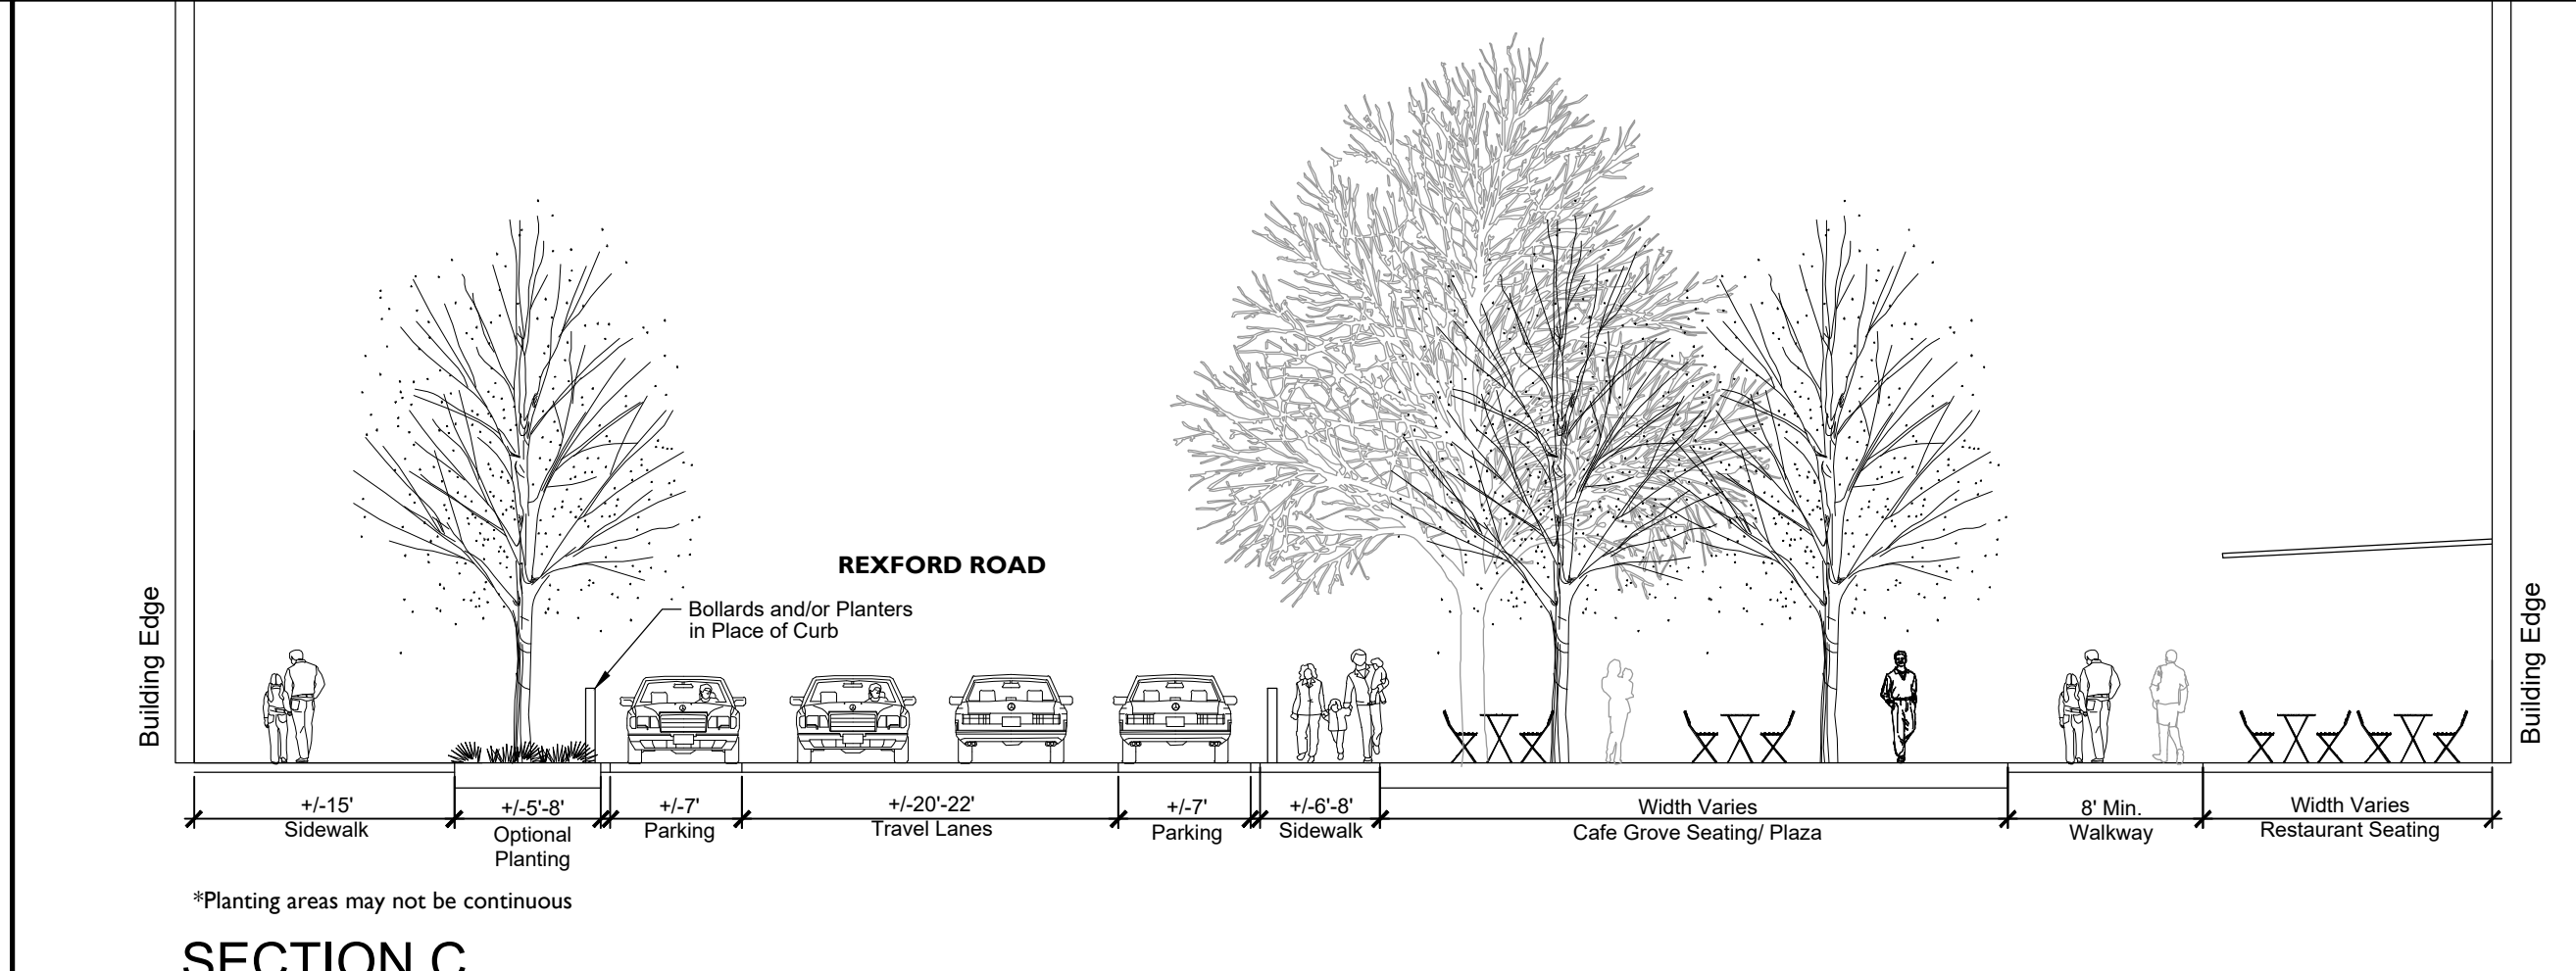 REXFORD ROAD
Bollards and/or Planters
in Place of Curb
Building Edge
Building Edge
+/-15'
Sidewalk
+/-5'-8'
Optional
Planting
+/-7'
Parking
+/-20'-22'
Travel Lanes
+/-7'
Parking
+/-6'-8'
Sidewalk
Width Varies
Cafe Grove Seating/ Plaza
8' Min.
Walkway
Width Varies
Restaurant Seating
*Planting areas may not be continuous
SECTION C